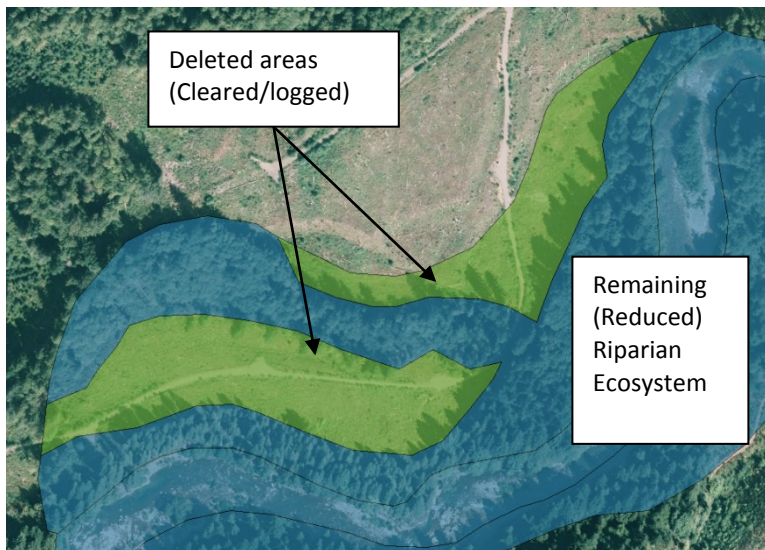 Deleted areas
(Cleared/logged)
Remaining
(Reduced)
Riparian
Ecosystem